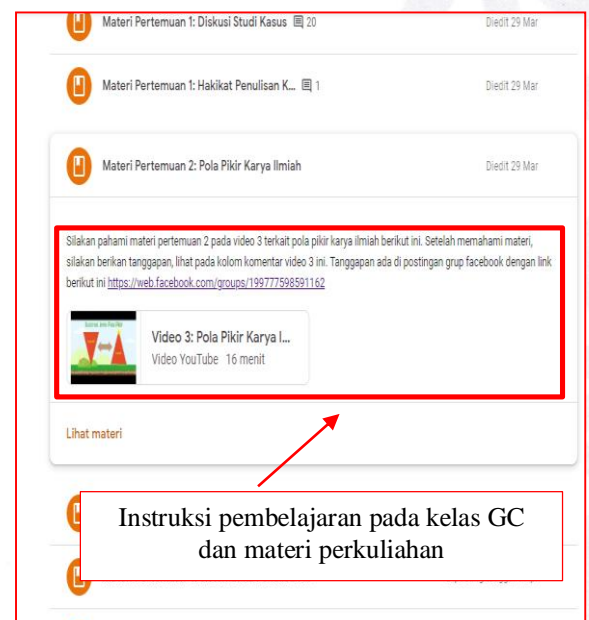 Materi Pertemuan 1: Diskusi Studi Kasus 20 Diedit 29 Mar
Materi Pertemuan 1: Hakikat Penulisan K... 1 Diedit 29 Mar
Materi Pertemuan 2: Pola Pikir Karya Ilmiah Diedit 29 Mar
Silakan pahami materi pertemuan 2 pada video 3 terkait pola pikir karya ilmiah berikut ini. Setelah memahami materi,
silakan berikan tanggapan, lihat pada kolom komentar video 3 ini. Tanggapan ada di postingan grup facebook dengan link
berikut ini https://web.facebook.com/groups/199777598591162
Video 3: Pola Pikir Karya I...
Video YouTube 16 menit
Lihat materi
Instruksi pembelajaran pada kelas GC
dan materi perkuliahan